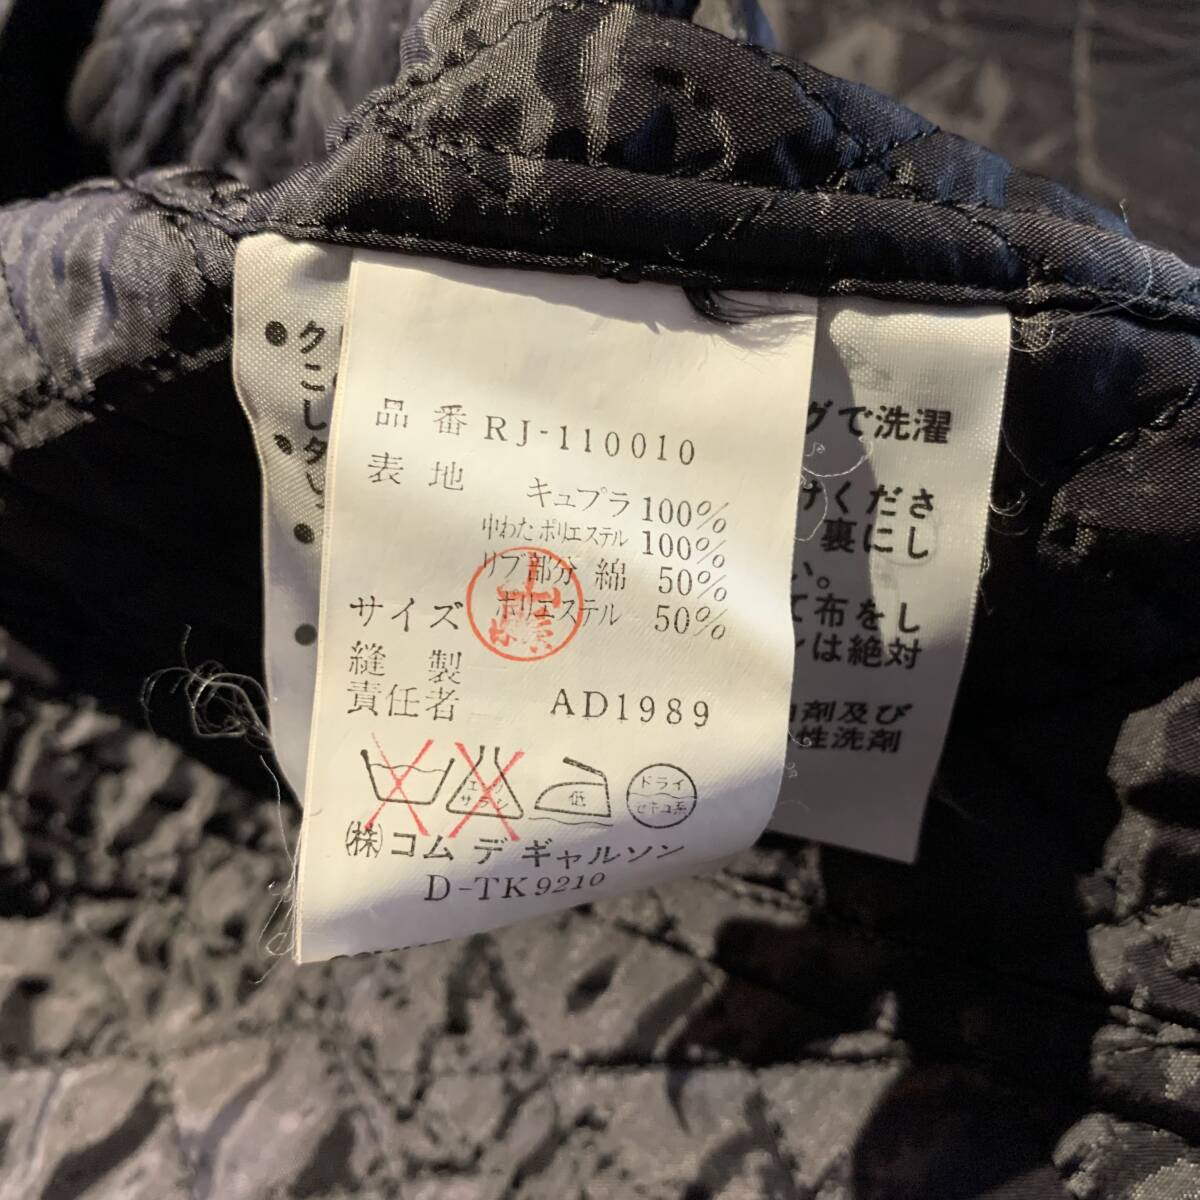 品番 RJ-110010
表地 キュプラ 100%
中わた ポリエステル 100%
リブ部分 綿 50%
サイズ ポリエステル 50%
縫製
責任者 AD1989
低
ドライ
セキユ系
㈱コム デ ギャルソン
D-TK9210
ク
こ
し
タ
グで洗濯
けくださ
裏にし
い。
て布をし
ンは絶対
剤及び
性洗剤